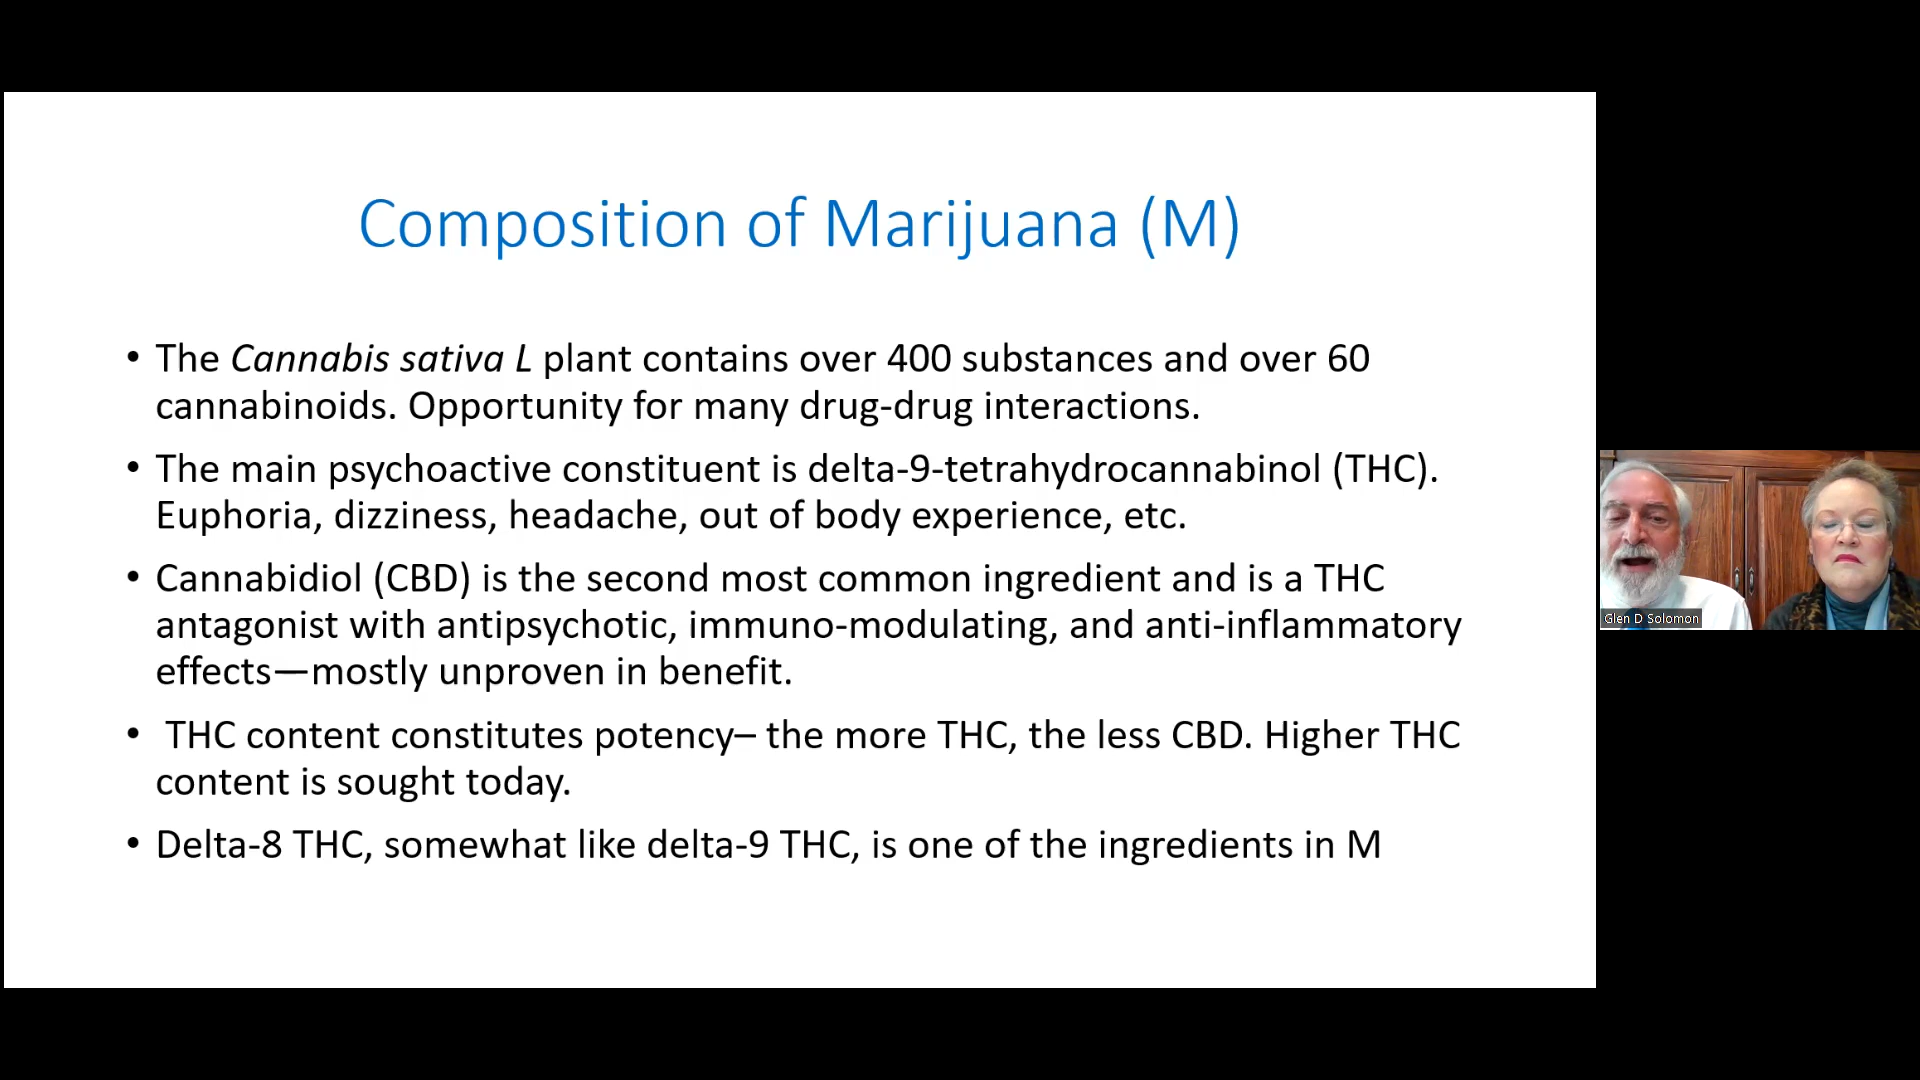 Composition of Marijuana (M)
• The Cannabis sativa L plant contains over 400 substances and over 60
cannabinoids. Opportunity for many drug-drug interactions.
• The main psychoactive constituent is delta-9-tetrahydrocannabinol (THC).
Euphoria, dizziness, headache, out of body experience, etc.
• Cannabidiol (CBD) is the second most common ingredient and is a THC
antagonist with antipsychotic, immuno-modulating, and anti-inflammatory
effects—mostly unproven in benefit.
• THC content constitutes potency– the more THC, the less CBD. Higher THC
content is sought today.
• Delta-8 THC, somewhat like delta-9 THC, is one of the ingredients in M
Glen D Solomon